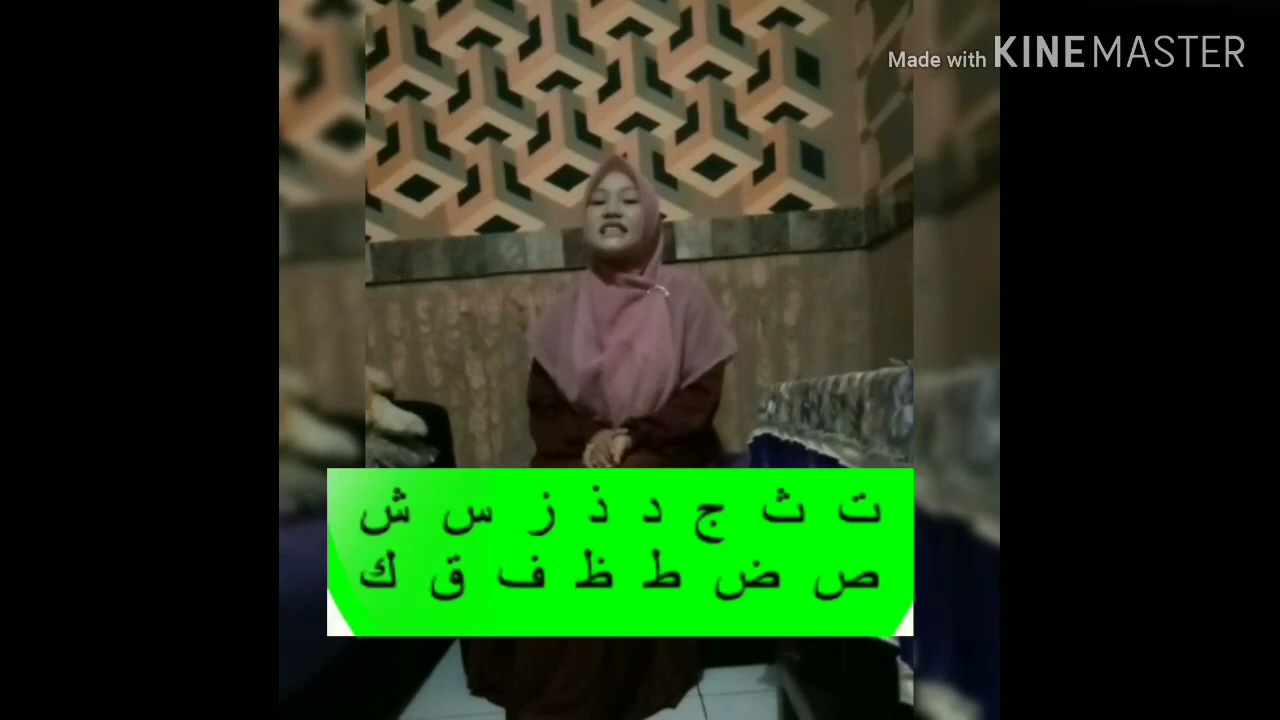 Made with KINEMASTER
ت ث ج د ذ ز س ش
ص ض ط ظ ف ق ك